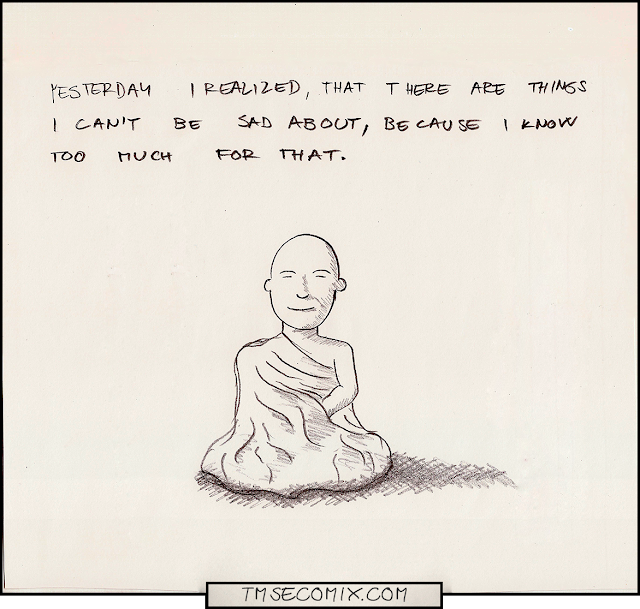 YESTERDAY I REALIZED, THAT THERE ARE THINGS
I CAN'T BE SAD ABOUT, BECAUSE I KNOW
TOO MUCH FOR THAT.
TMSECOMIX.COM